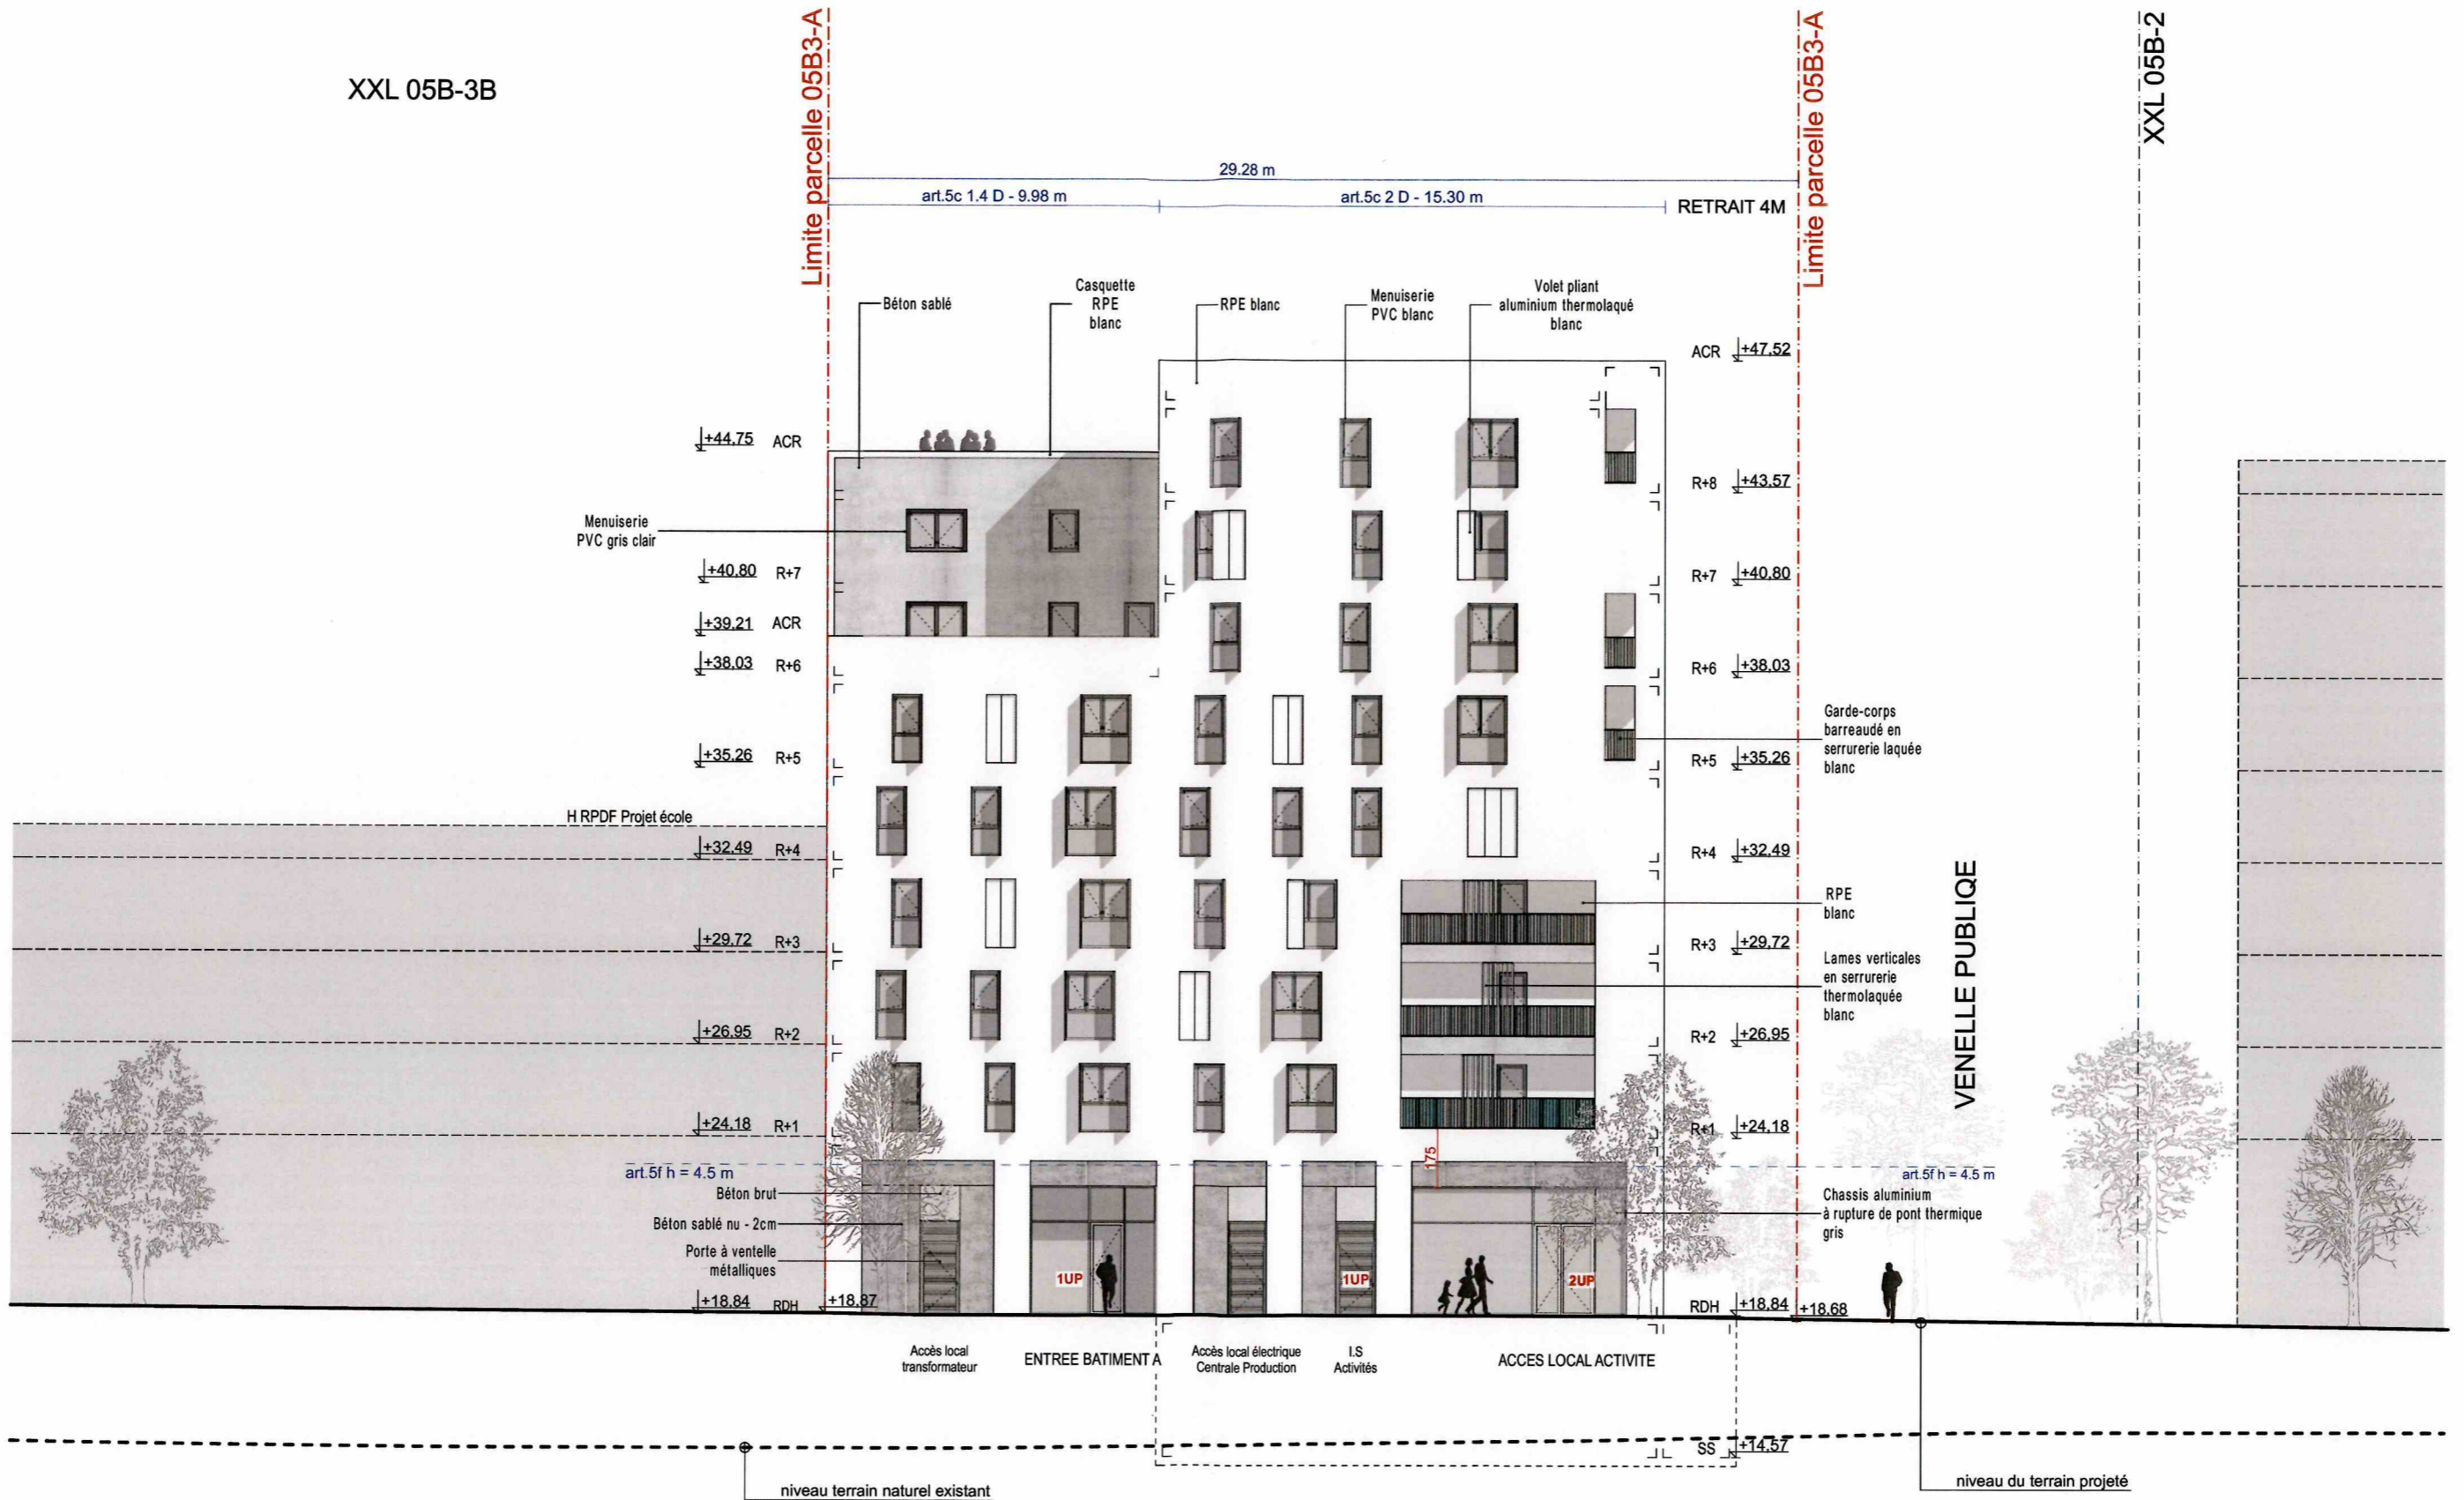 XXL 05B-3B
Limite parcelle 05B3-A
Limite parcelle 05B3-A
XXL 05B-2
29.28 m
art.5c 1.4 D - 9.98 m
art.5c 2 D - 15.30 m
RETRAIT 4M
Béton sablé
Casquette
RPE
blanc
RPE blanc
Menuiserie
PVC blanc
Volet pliant
aluminium thermolaqué
blanc
ACR +47,52
+44,75 ACR
R+8 +43,57
Menuiserie
PVC gris clair
+40,80 R+7
R+7 +40,80
+39,21 ACR
+38,03 R+6
R+6 +38,03
Garde-corps
barreaudé en
serrurerie laquée
blanc
+35,26 R+5
R+5 +35,26
H RPDF Projet école
+32,49 R+4
R+4 +32,49
RPE
blanc
+29,72 R+3
R+3 +29,72
Lames verticales
en serrurerie
thermolaquée
blanc
VENELLE PUBLIQE
+26,95 R+2
R+2 +26,95
+24,18 R+1
R+1 +24,18
175
art.5f h = 4.5 m
art.5f h = 4.5 m
Béton brut
Béton sablé nu - 2cm
Porte à ventelle
métalliques
Chassis aluminium
à rupture de pont thermique
gris
1UP
1UP
2UP
+18,84 RDH +18,87
RDH +18,84 +18,68
Accès local
transformateur
ENTREE BATIMENT A
Accès local électrique
Centrale Production
I.S
Activités
ACCES LOCAL ACTIVITE
SS +14,57
niveau terrain naturel existant
niveau du terrain projeté